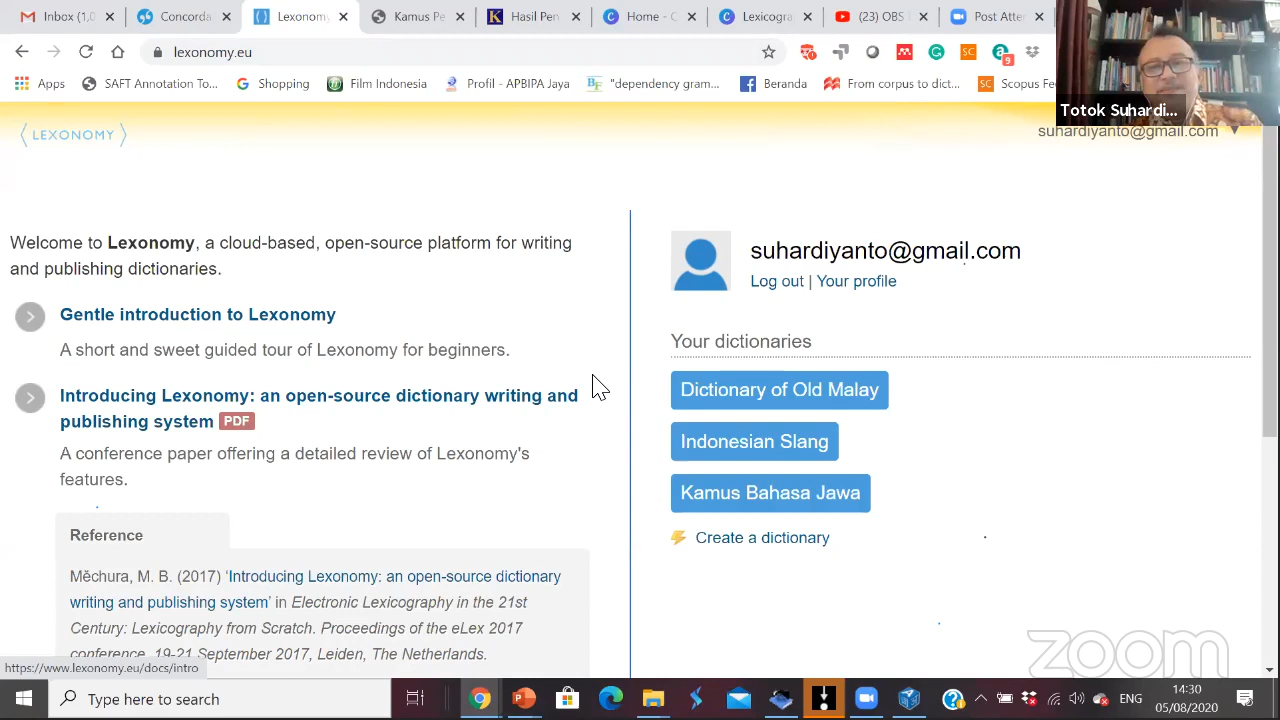 Inbox (1
Concorda
Lexonomy
Kamus Pe
Hasil Pen
Home - C
Lexicogra
(23) OBS
Post Atten
lexonomy.eu
SC
9
Apps
SAFT Annotation To...
Shopping
Film Indonesia
Profil - APBIPA Jaya
"dependency gram...
Beranda
From corpus to dict...
Scopus Fe
Totok Suhardi...
LEXONOMY
suhardiyanto@gmail.com
Welcome to Lexonomy, a cloud-based, open-source platform for writing
and publishing dictionaries.
Gentle introduction to Lexonomy
A short and sweet guided tour of Lexonomy for beginners.
Introducing Lexonomy: an open-source dictionary writing and
publishing system PDF
A conference paper offering a detailed review of Lexonomy's
features.
Reference
Měchura, M. B. (2017) ‘Introducing Lexonomy: an open-source dictionary
writing and publishing system’ in Electronic Lexicography in the 21st
Century: Lexicography from Scratch. Proceedings of the eLex 2017
conference, 19-21 September 2017, Leiden, The Netherlands.
https://www.lexonomy.eu/docs/intro
suhardiyanto@gmail.com
Log out | Your profile
Your dictionaries
Dictionary of Old Malay
Indonesian Slang
Kamus Bahasa Jawa
Create a dictionary
zoom
Type here to search
ENG
14:30
05/08/2020